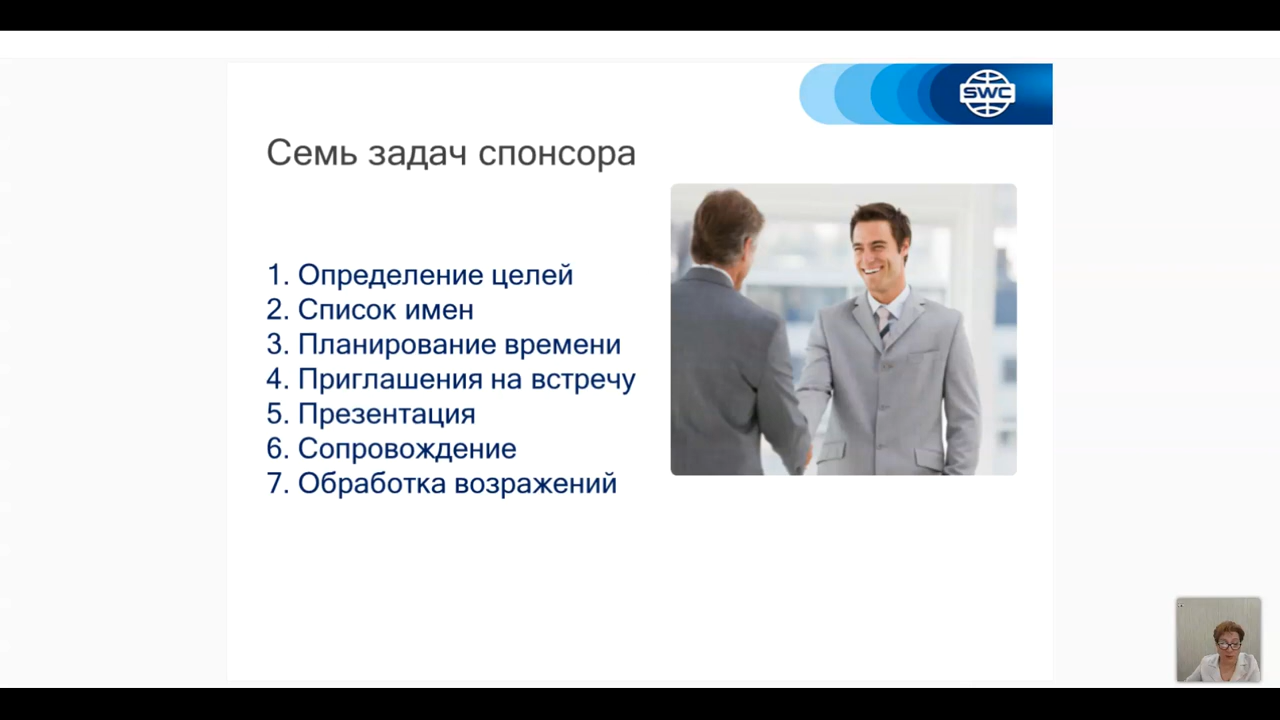 SWC
Семь задач спонсора
1. Определение целей
2. Список имен
3. Планирование времени
4. Приглашения на встречу
5. Презентация
6. Сопровождение
7. Обработка возражений